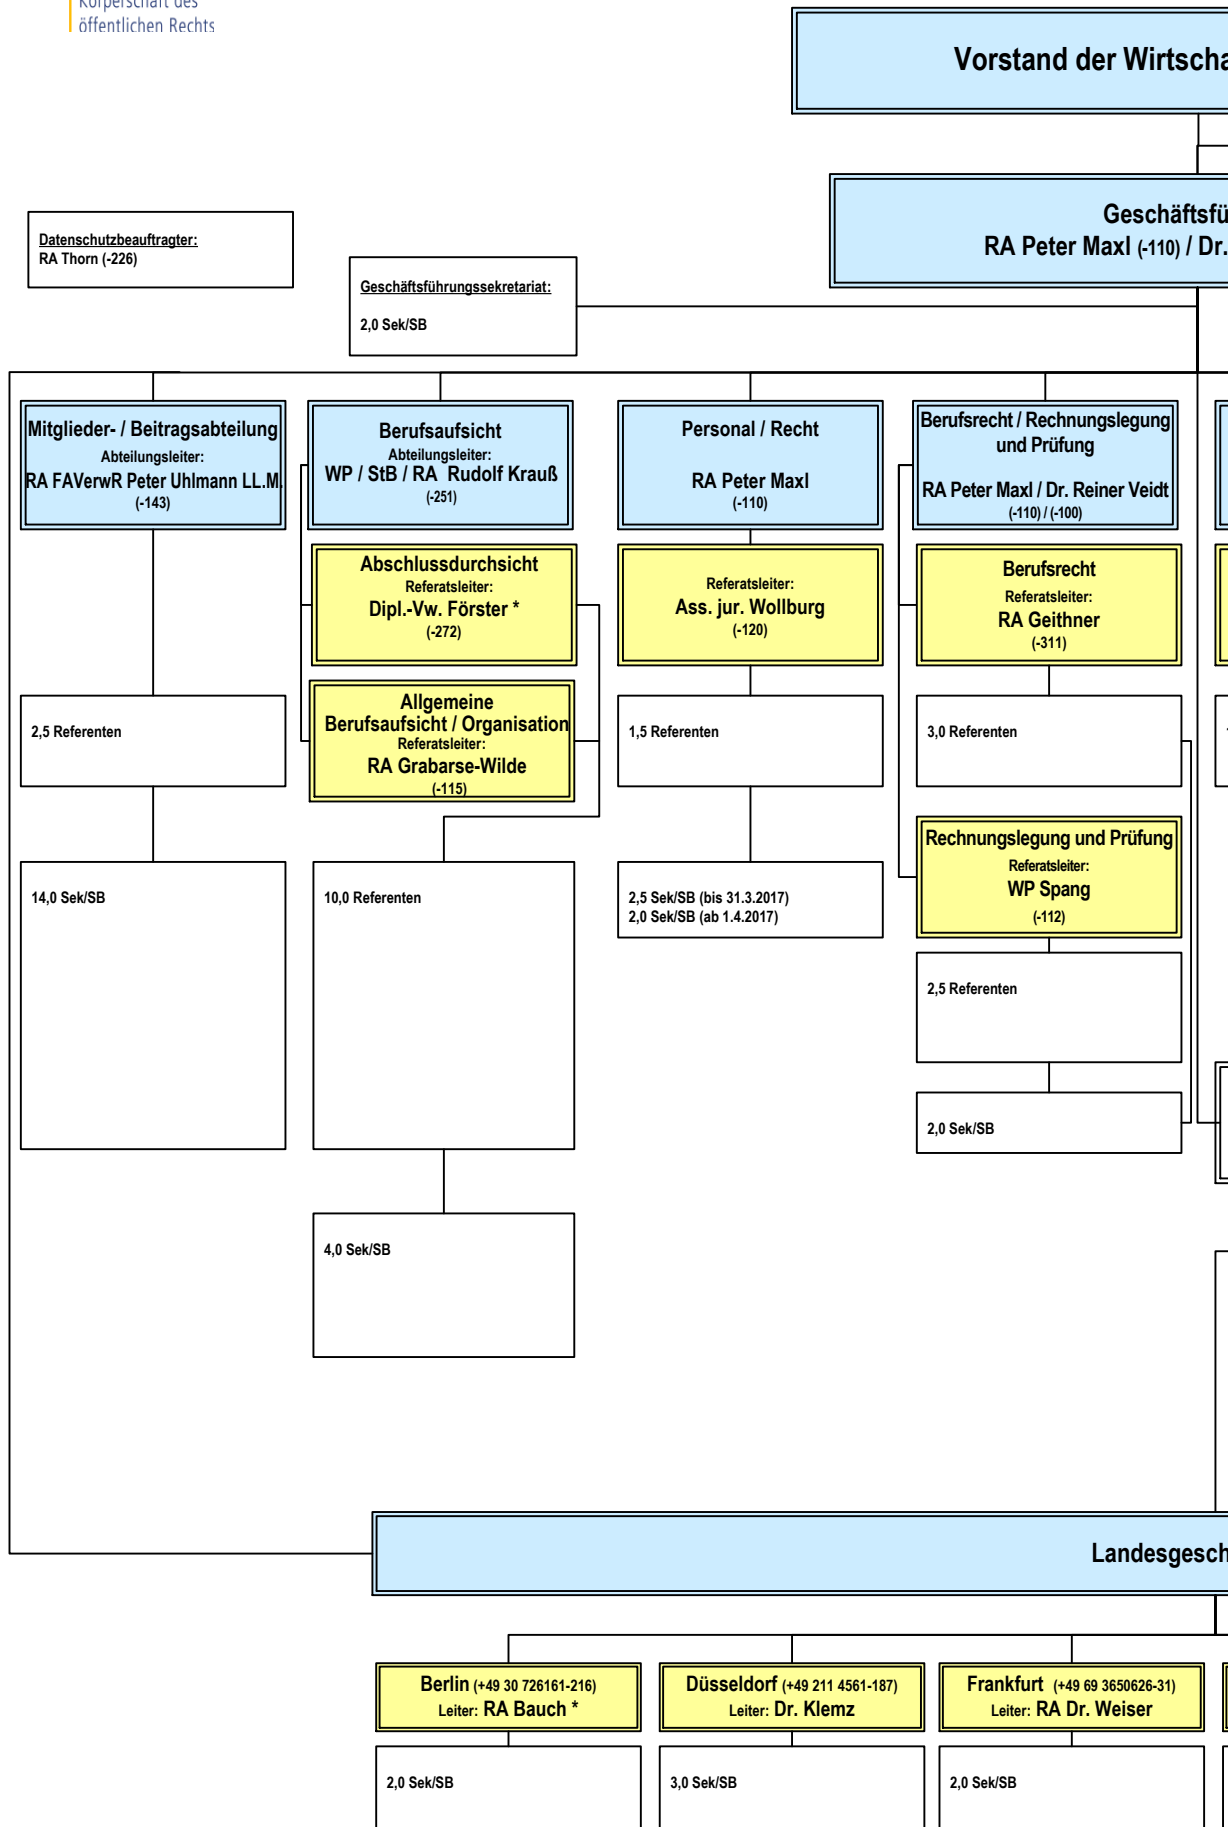 Körperschaft des
öffentlichen Rechts
Vorstand der
Geschäftsfü
RA Peter Maxl (-110) / Dr.
Datenschutzbeauftragter:
RA Thorn (-226)
Geschäftsführungssekretariat:
2,0 Sek/SB
Mitglieder- / Beitragsabteilung
Abteilungsleiter:
RA FAVerwR Peter Uhlmann LL.M.
(-143)
2,5 Referenten
14,0 Sek/SB
Berufsaufsicht
Abteilungsleiter:
WP / StB / RA Rudolf Krauß
(-251)
Abschlussdurchsicht
Referatsleiter:
Dipl.-Vw. Förster *
(-272)
Allgemeine
Berufsaufsicht / Organisation
Referatsleiter:
RA Grabarse-Wilde
(-115)
10,0 Referenten
4,0 Sek/SB
Personal / Recht
RA Peter Maxl
(-110)
Referatsleiter:
Ass. jur. Wollburg
(-120)
1,5 Referenten
2,5 Sek/SB (bis 31.3.2017)
2,0 Sek/SB (ab 1.4.2017)
Berufsrecht / Rechnungslegung
und Prüfung
RA Peter Maxl / Dr. Reiner Veidt
(-110) / (-100)
Berufsrecht
Referatsleiter:
RA Geithner
(-311)
3,0 Referenten
Rechnungslegung und Prüfung
Referatsleiter:
WP Spang
(-112)
2,5 Referenten
2,0 Sek/SB
Landesgesch
Berlin (+49 30 726161-216)
Leiter: RA Bauch *
2,0 Sek/SB
Düsseldorf (+49 211 4561-187)
Leiter: Dr. Klemz
3,0 Sek/SB
Frankfurt (+49 69 3650626-31)
Leiter: RA Dr. Weiser
2,0 Sek/SB